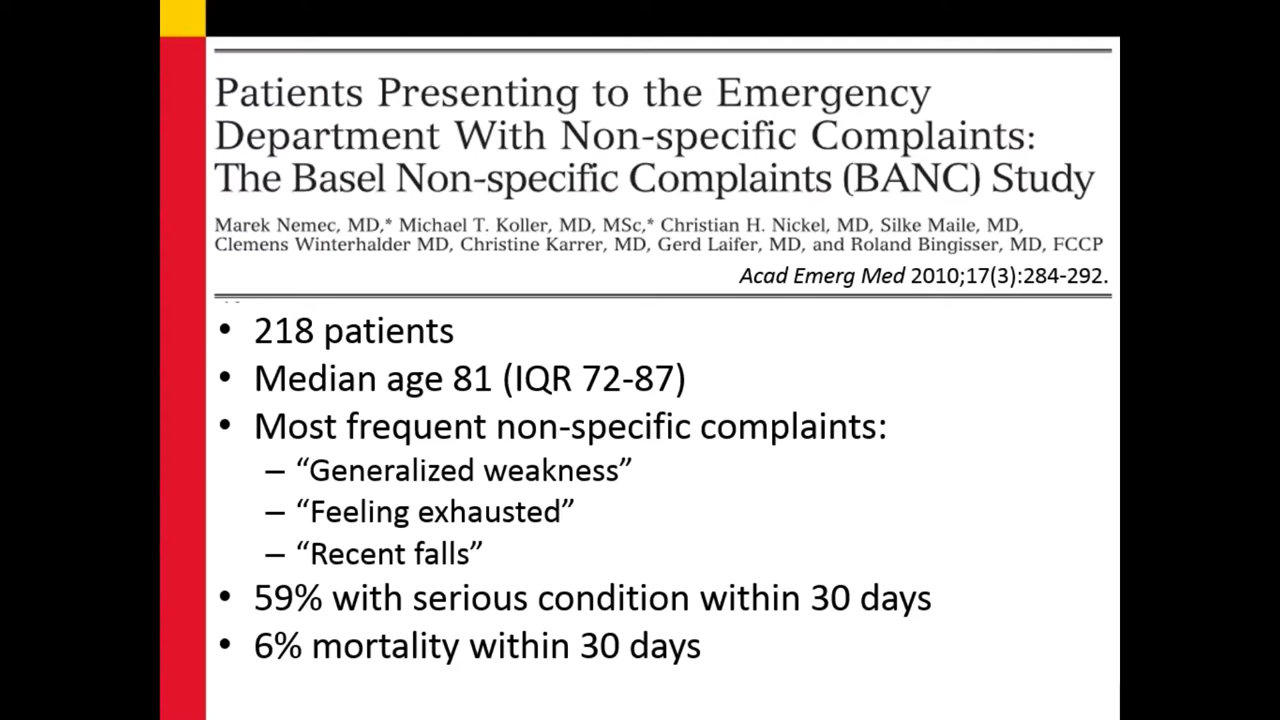 Patients Presenting to the Emergency
Department With Non-specific Complaints:
The Basel Non-specific Complaints (BANC) Study
Marek Nemec, MD,* Michael T. Koller, MD, MSc,* Christian H. Nickel, MD, Silke Maile, MD,
Clemens Winterhalder MD, Christine Karrer, MD, Gerd Laifer, MD, and Roland Bingisser, MD, FCCP
Acad Emerg Med 2010;17(3):284-292.
• 218 patients
• Median age 81 (IQR 72-87)
• Most frequent non-specific complaints:
– “Generalized weakness”
– “Feeling exhausted”
– “Recent falls”
• 59% with serious condition within 30 days
• 6% mortality within 30 days